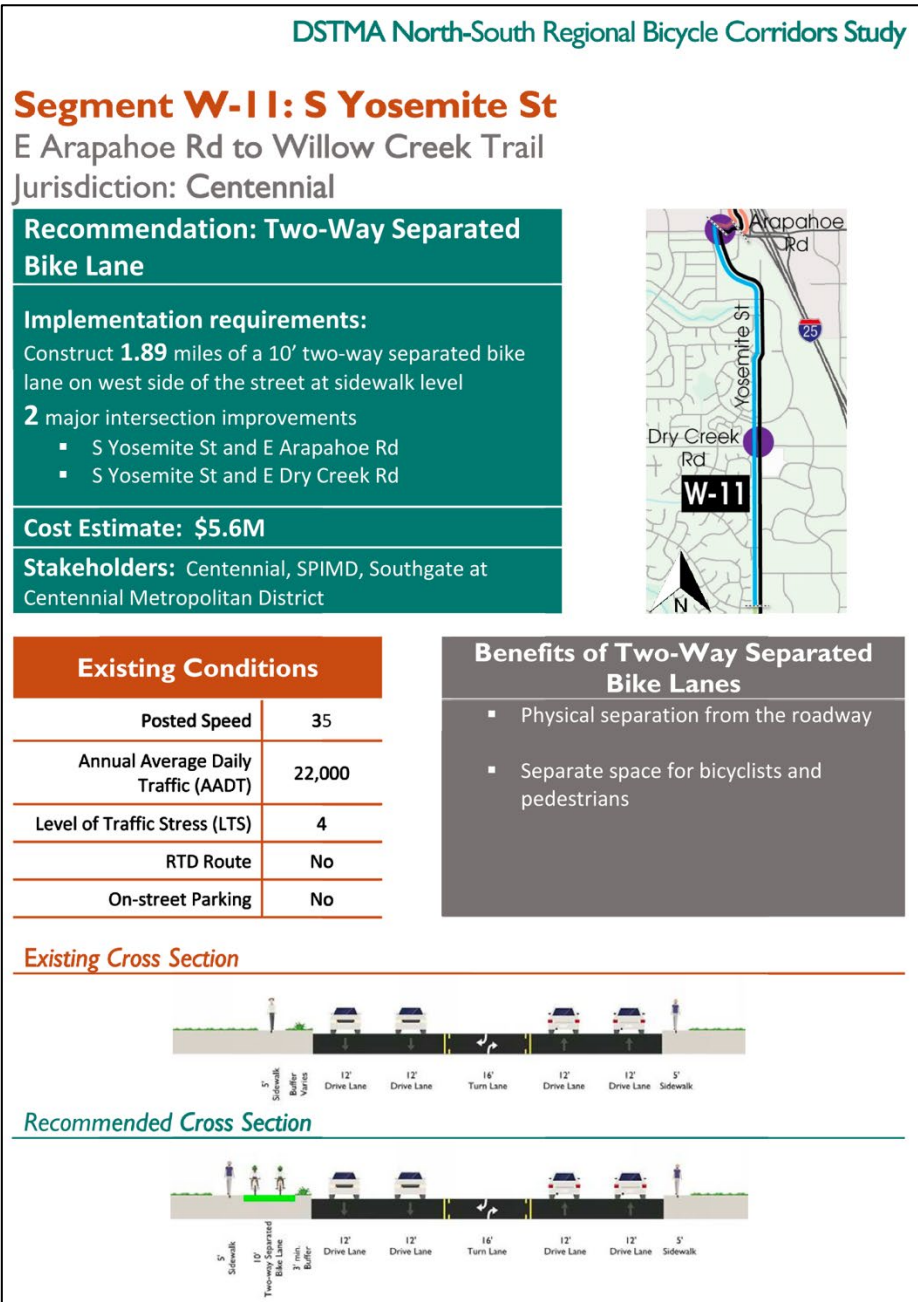 DSTMA North-South Regional Bicycle Corridors Study
Segment W-11: S Yosemite St
E Arapahoe Rd to Willow Creek Trail
Jurisdiction: Centennial
Recommendation: Two-Way Separated
Bike Lane
Implementation requirements:
Construct 1.89 miles of a 10' two-way separated bike
lane on west side of the street at sidewalk level
2 major intersection improvements
▪ S Yosemite St and E Arapahoe Rd
▪ S Yosemite St and E Dry Creek Rd
Cost Estimate: $5.6M
Stakeholders: Centennial, SPIMD, Southgate at
Centennial Metropolitan District
Arapahoe
Rd
25
Yosemite St
Dry Creek
Rd
W-11
N
Existing Conditions
Posted Speed 35
Annual Average Daily
Traffic (AADT) 22,000
Level of Traffic Stress (LTS) 4
RTD Route No
On-street Parking No
Benefits of Two-Way Separated
Bike Lanes
▪ Physical separation from the roadway
▪ Separate space for bicyclists and
pedestrians
Existing Cross Section
5'
Sidewalk
Buffer
Varies
12'
Drive Lane
12'
Drive Lane
16'
Turn Lane
12'
Drive Lane
12'
Drive Lane
5'
Sidewalk
Recommended Cross Section
5'
Sidewalk
10'
Two-way Separated
Bike Lane
3' min.
Buffer
12'
Drive Lane
12'
Drive Lane
16'
Turn Lane
12'
Drive Lane
12'
Drive Lane
5'
Sidewalk